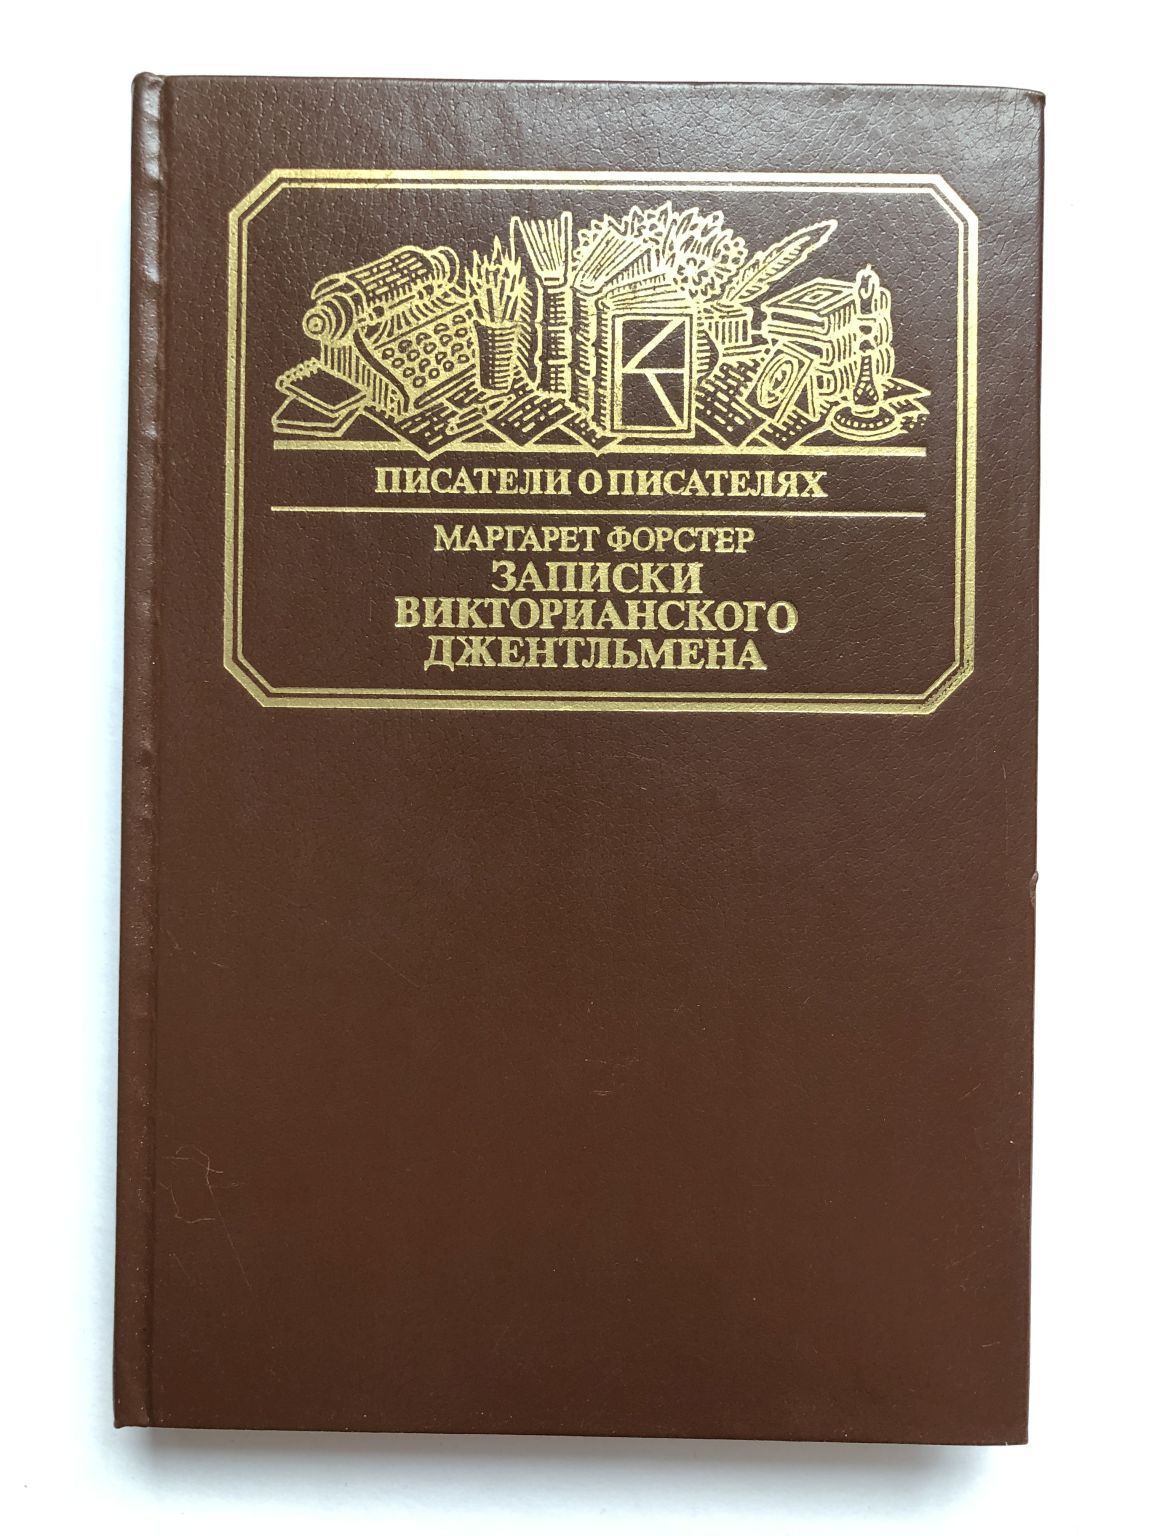 ПИСАТЕЛИ О ПИСАТЕЛЯХ
МАРГАРЕТ ФОРСТЕР
ЗАПИСКИ
ВИКТОРИАНСКОГО
ДЖЕНТЛЬМЕНА